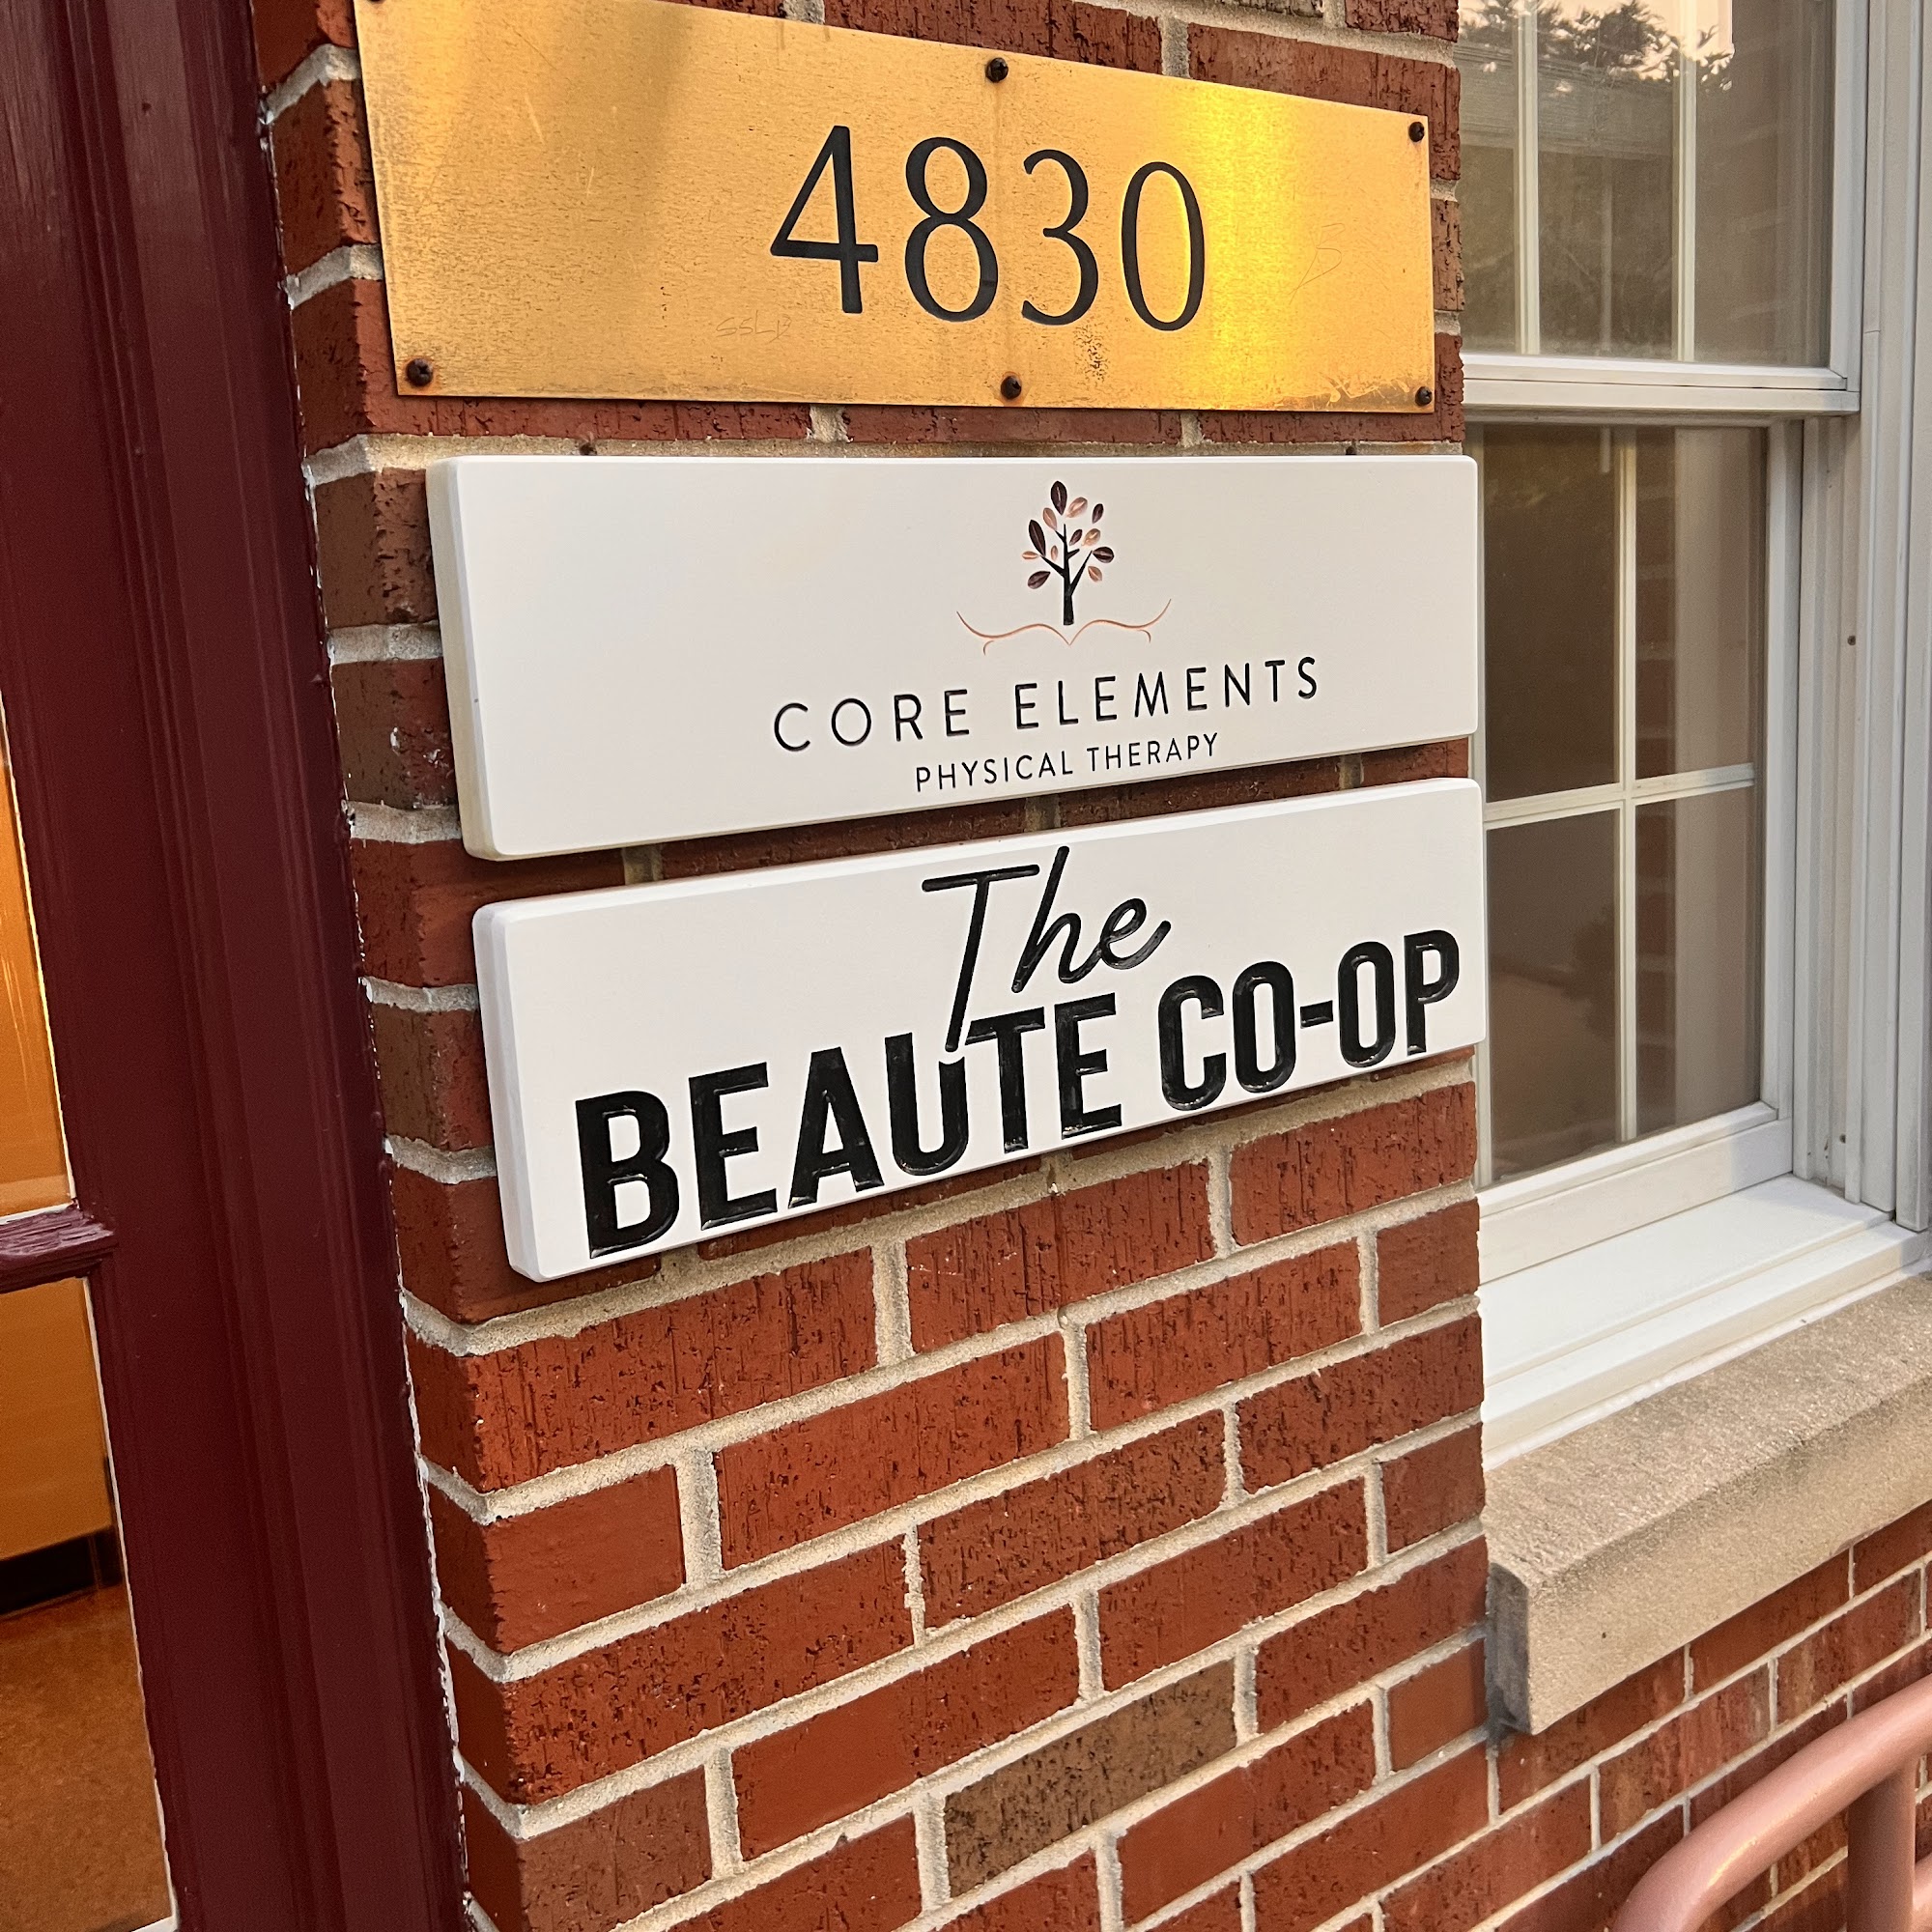 4830
CORE ELEMENTS
PHYSICAL THERAPY
The
BEAUTE CO-OP